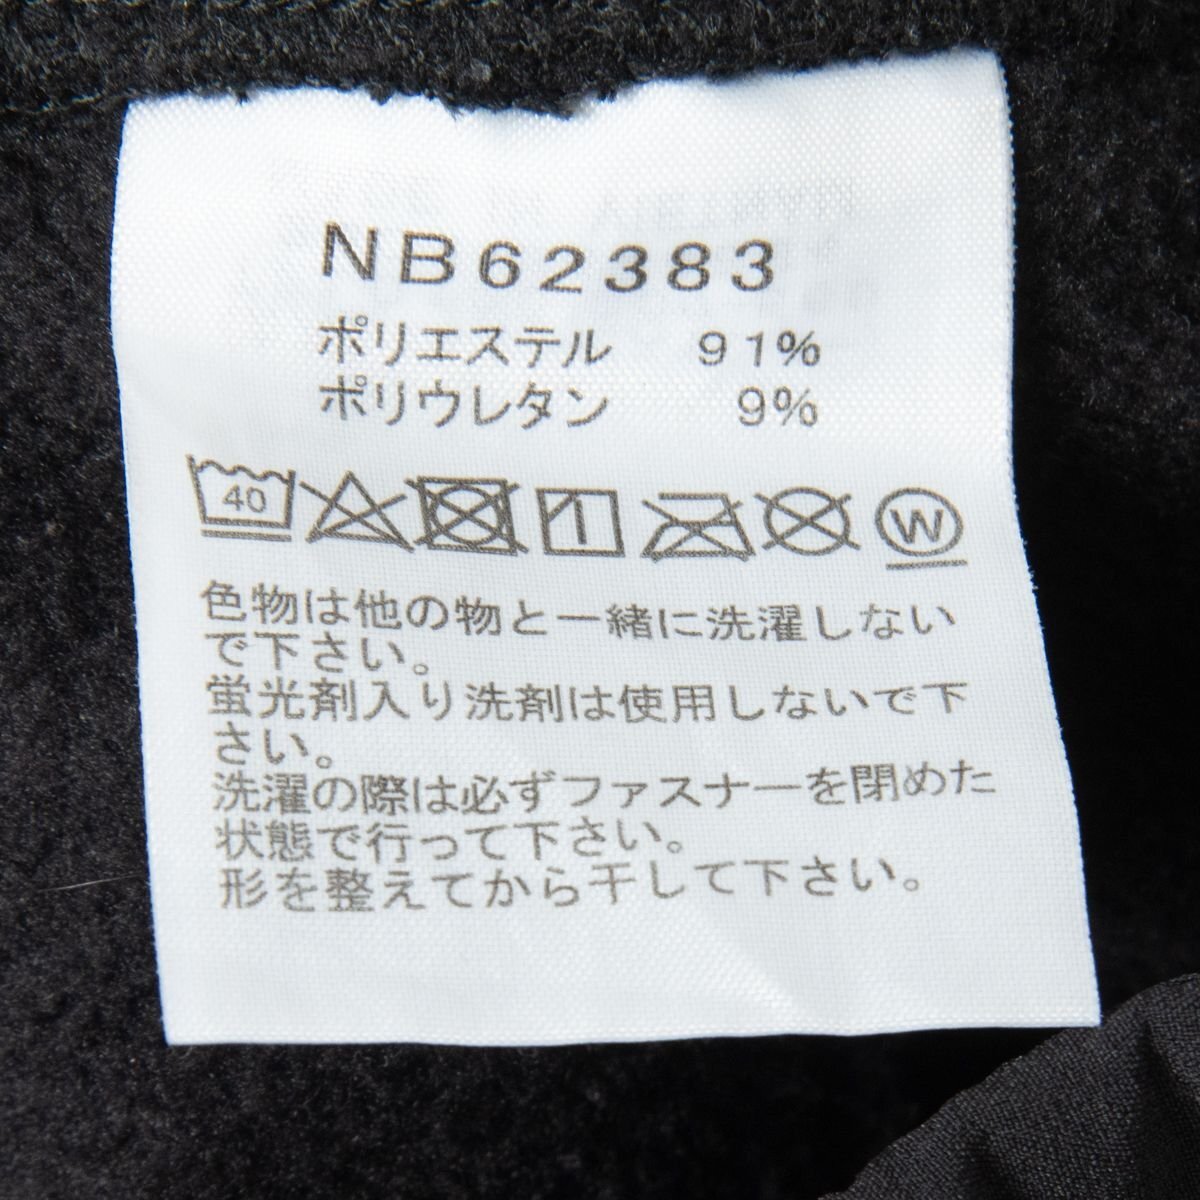 NB62383
ポリエステル 91%
ポリウレタン 9%
40 W
色物は他の物と一緒に洗濯しない
で下さい。
蛍光剤入り洗剤は使用しないで下
さい。
洗濯の際は必ずファスナーを閉めた
状態で行って下さい。
形を整えてから干して下さい。